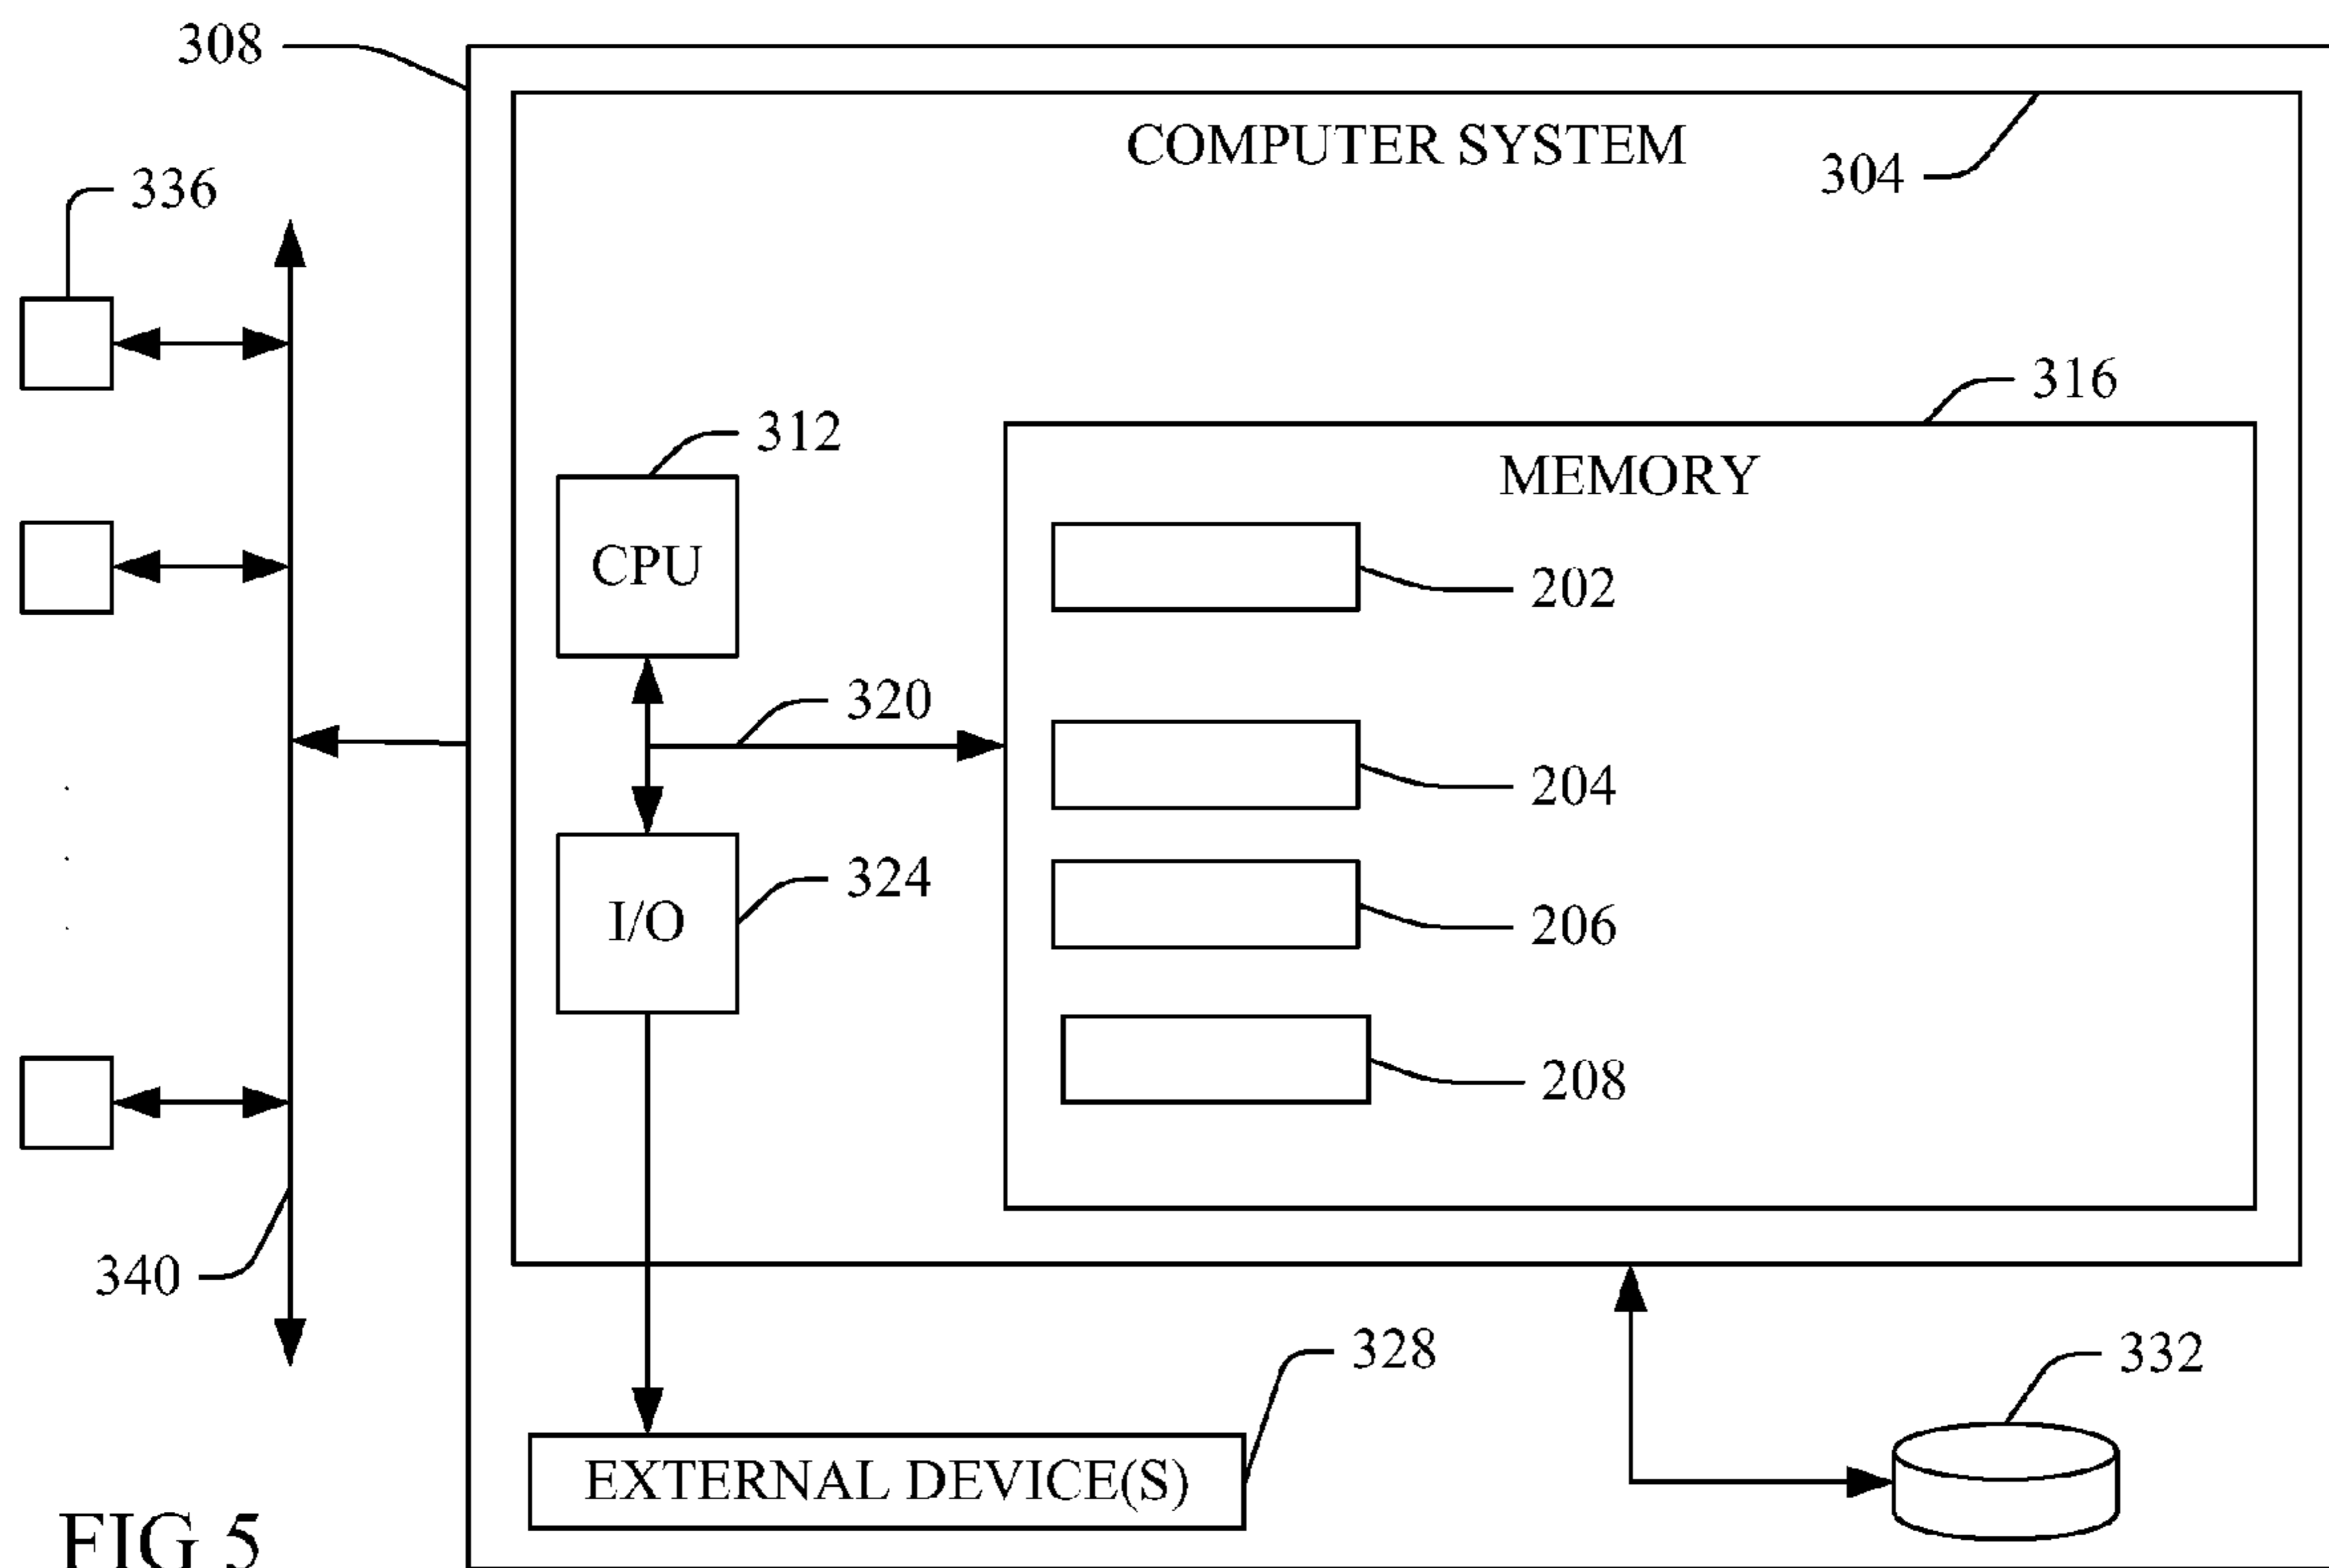 308
COMPUTER SYSTEM
304
336
316
312
MEMORY
CPU
202
320
204
324
I/O
206
208
340
328
332
EXTERNAL DEVICE(S)
FIG 5